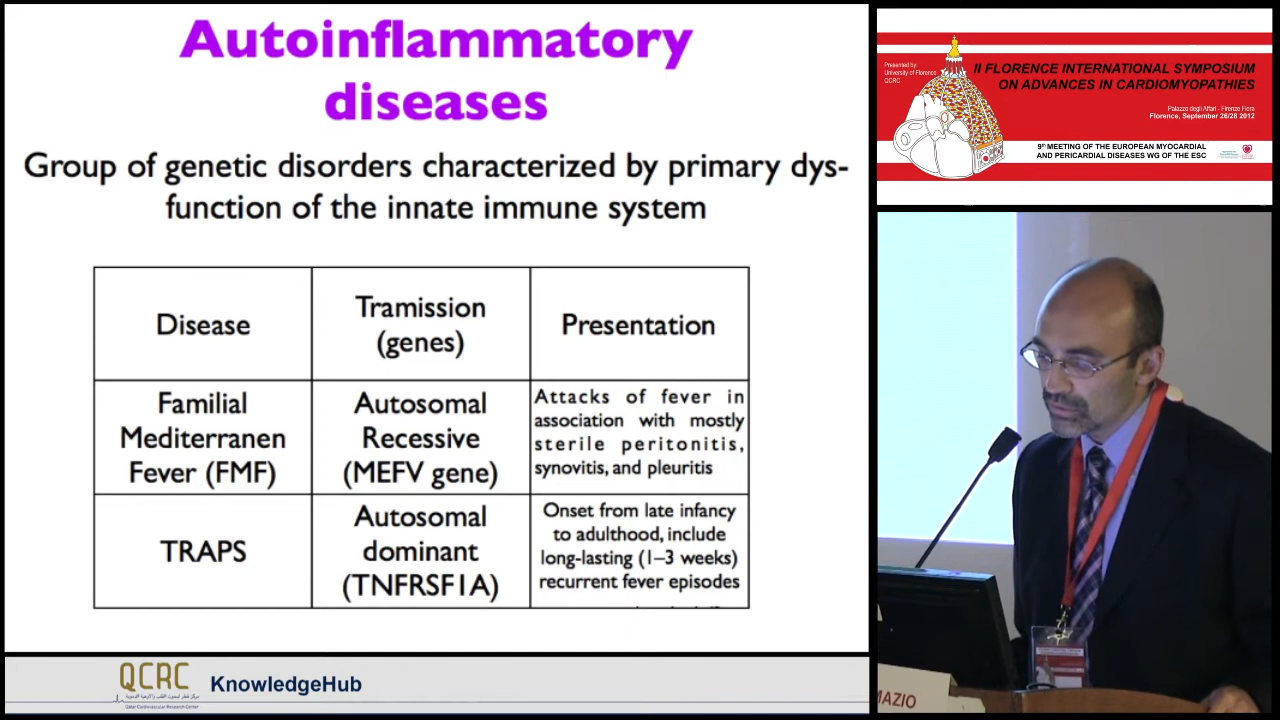 Autoinflammatory
diseases
Group of genetic disorders characterized by primary dys-
function of the innate immune system
Disease
Tramission
(genes)
Presentation
Familial
Mediterranen
Fever (FMF)
Autosomal
Recessive
(MEFV gene)
Attacks of fever in
association with mostly
sterile peritonitis,
synovitis, and pleuritis
TRAPS
Autosomal
dominant
(TNFRSF1A)
Onset from late infancy
to adulthood, include
long-lasting (1–3 weeks)
recurrent fever episodes
QCRC
Qatar Cardiovascular Research Center
KnowledgeHub
Presented by:
University of Florence
QCRC
II FLORENCE INTERNATIONAL SYMPOSIUM
ON ADVANCES IN CARDIOMYOPATHIES
Palazzo degli Affari - Firenze Fiera
Florence, September 26/28 2012
9th MEETING OF THE EUROPEAN MYOCARDIAL
AND PERICARDIAL DISEASES WG OF THE ESC
MAZIO